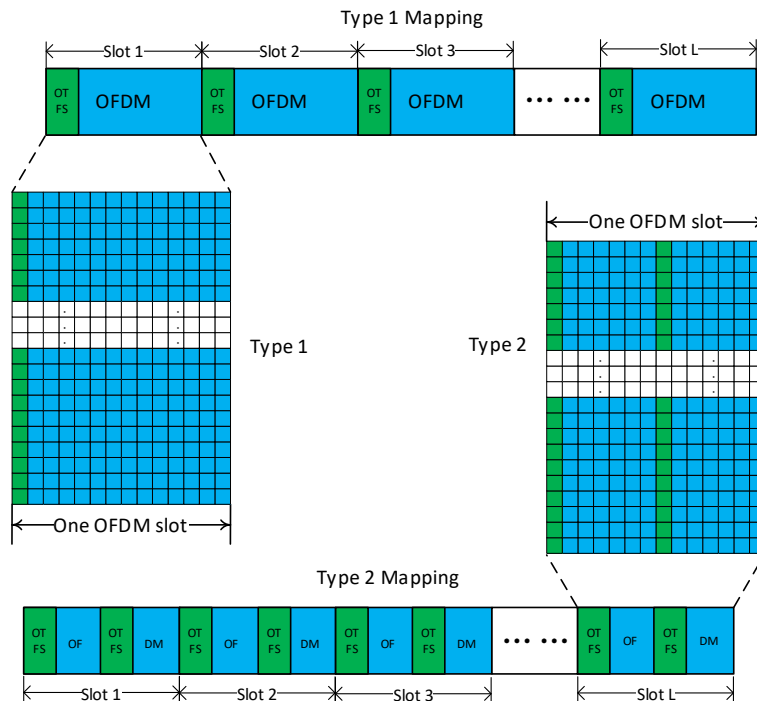 Type 1 Mapping
Slot 1 Slot 2 Slot 3 Slot L
OT
FS
OFDM
OT
FS
OFDM
OT
FS
OFDM
... ...
OT
FS
OFDM
One OFDM slot
Type 1
Type 2
One OFDM slot
Type 2 Mapping
OT
FS
OF
OT
FS
DM
OT
FS
OF
OT
FS
DM
OT
FS
OF
OT
FS
DM
... ...
OT
FS
OF
OT
FS
DM
Slot 1 Slot 2 Slot 3 Slot L